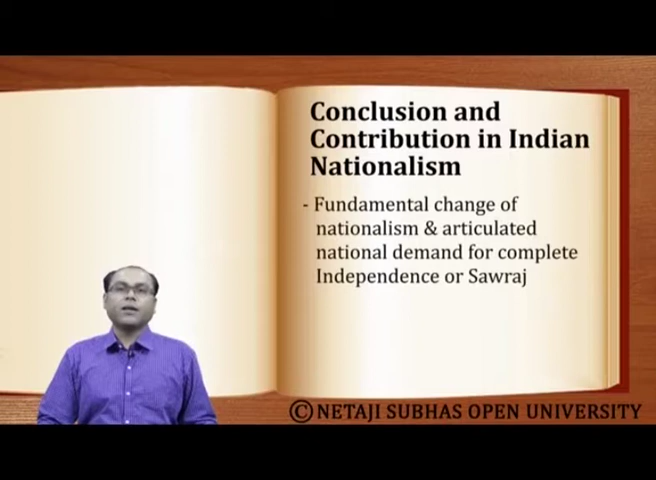 Conclusion and
Contribution in Indian
Nationalism
- Fundamental change of
nationalism & articulated
national demand for complete
Independence or Sawraj
© NETAJI SUBHAS OPEN UNIVERSITY